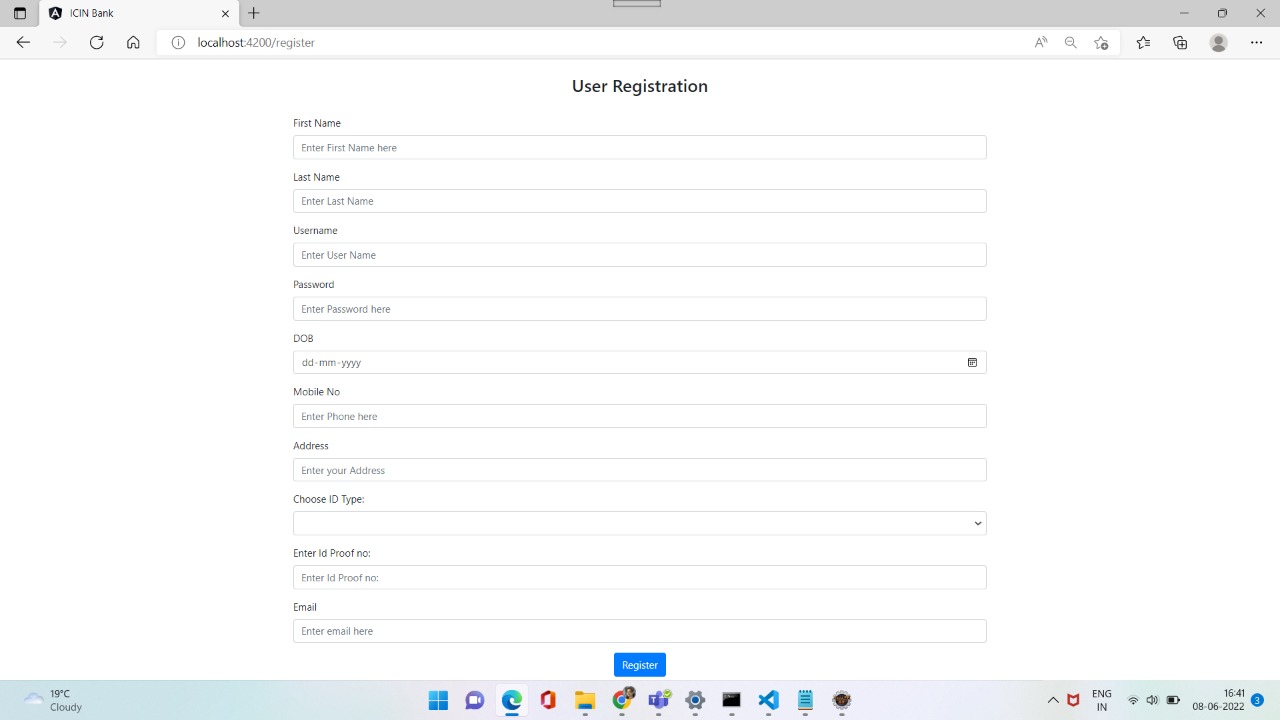 ICIN Bank
localhost:4200/register
User Registration
First Name
Enter First Name here
Last Name
Enter Last Name
Username
Enter User Name
Password
Enter Password here
DOB
dd-mm-yyyy
Mobile No
Enter Phone here
Address
Enter your Address
Choose ID Type:
Enter Id Proof no:
Enter Id Proof no:
Email
Enter email here
Register
19°C
Cloudy
ENG
IN
16:41
08-06-2022
3